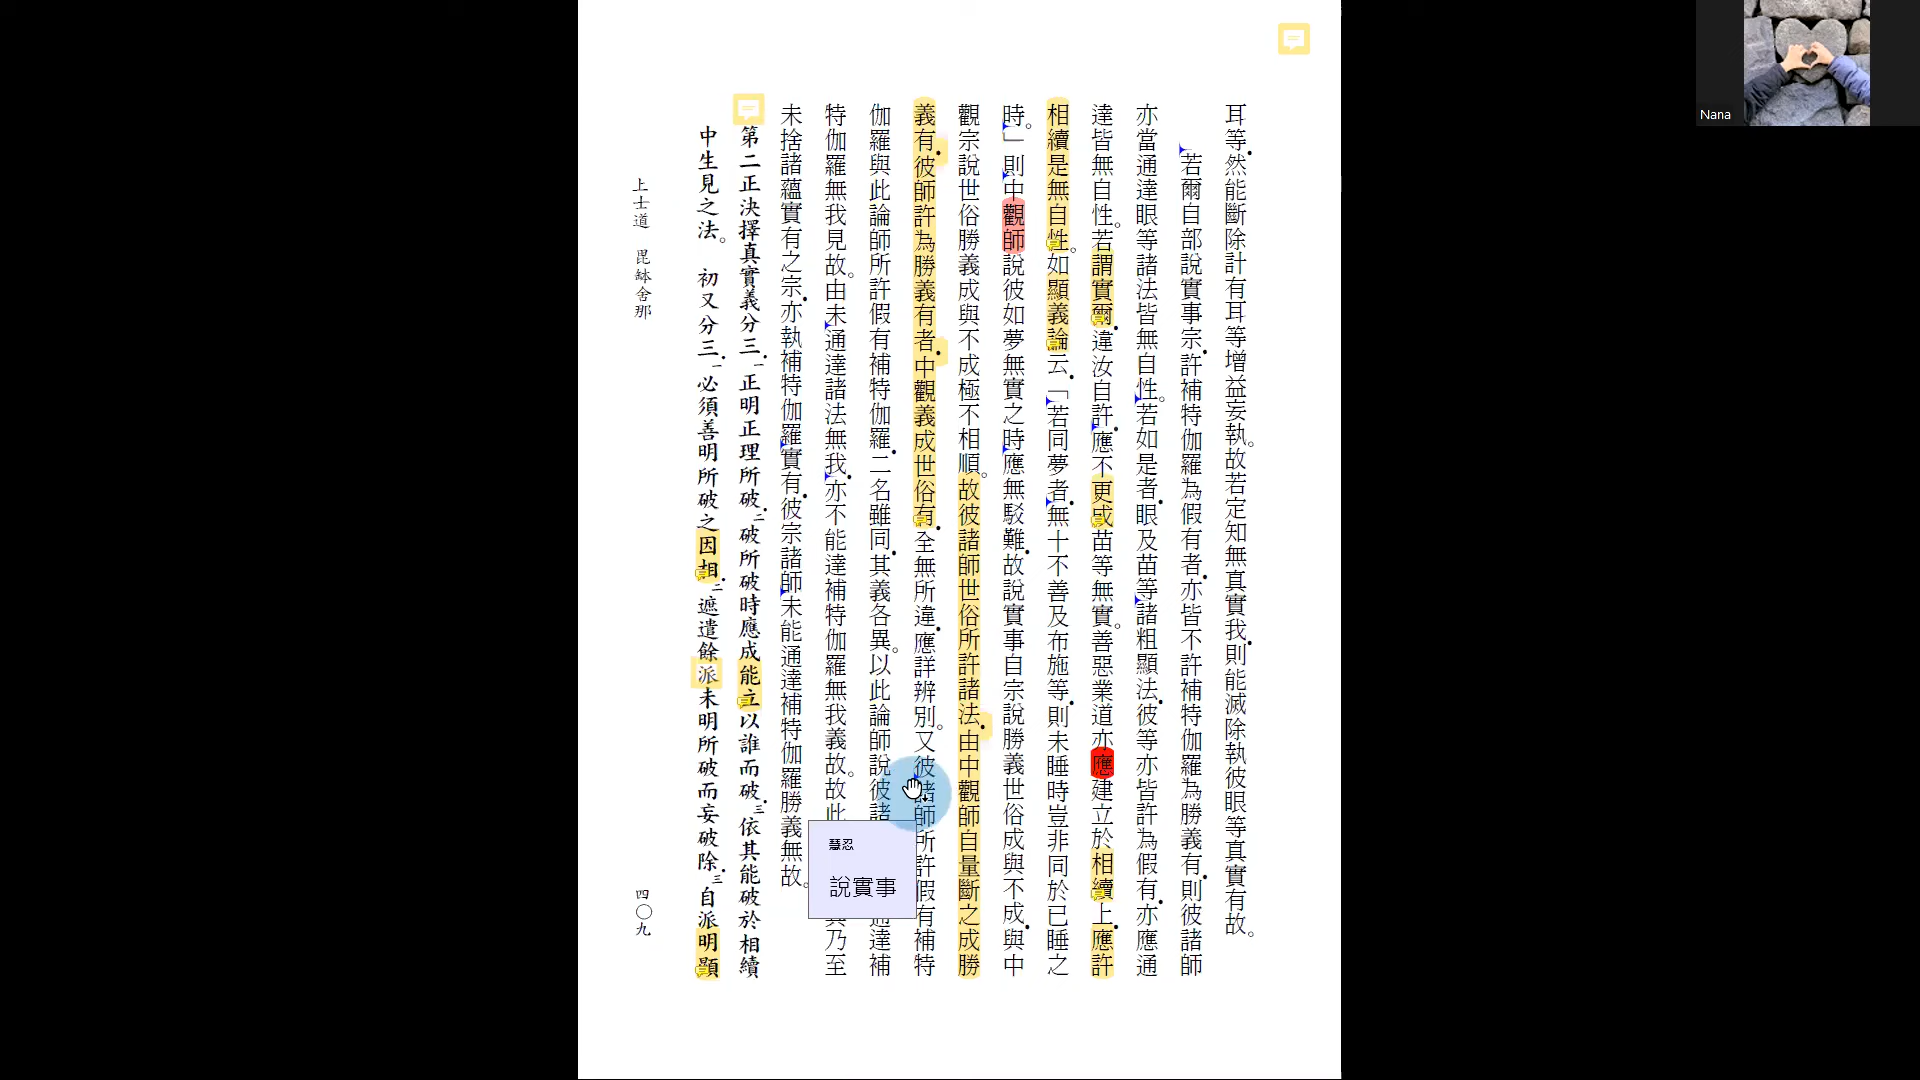 耳等，然能斷除計有耳等增益妄執。故若定知無真實我，則能滅除執彼眼等真實有故。
若爾自部說實事宗，許補特伽羅為假有者，亦皆不許補特伽羅為勝義有，則彼諸師
亦當通達眼等諸法皆無自性。若如是者，眼及苗等諸粗顯法，彼等亦皆許為假有，亦應通
達皆無自性。若謂實爾，違汝自許，應不更成苗等無實。善惡業道亦應建立於相續上，應許
相續是無自性。如顯義論云，「若同夢者，無十不善及布施等，則未睡時豈非同於已睡之
時。」則中觀師說彼如夢無實之時，應無駁難，故說實事自宗說勝義世俗成與不成，與中
觀宗說世俗勝義成與不成極不相順。故彼諸師世俗所許諸法，由中觀師自量斷之成勝
義有，彼師許為勝義有者，中觀義成世俗有，全無所違，應詳辨別。又彼諸師所許假有補特
伽羅與此論師所許假有補特伽羅，二名雖同，其義各異。以此論師說彼諸 通達補
特伽羅無我見故。由未通達諸法無我，亦不能達補特伽羅無我義故。故此 乃至
未捨諸蘊實有之宗，亦執補特伽羅實有，彼宗諸師未能通達補特伽羅勝義無故。
第二正決擇真實義分三，一正明正理所破，二破所破時應成能立以誰而破，三依其能破於相續
中生見之法。 初又分三，一必須善明所破之因相，二遮遣餘派未明所破而妄破除，三自派明顯
上士道 毘缽舍那
四〇九
慧忍
說實事
Nana